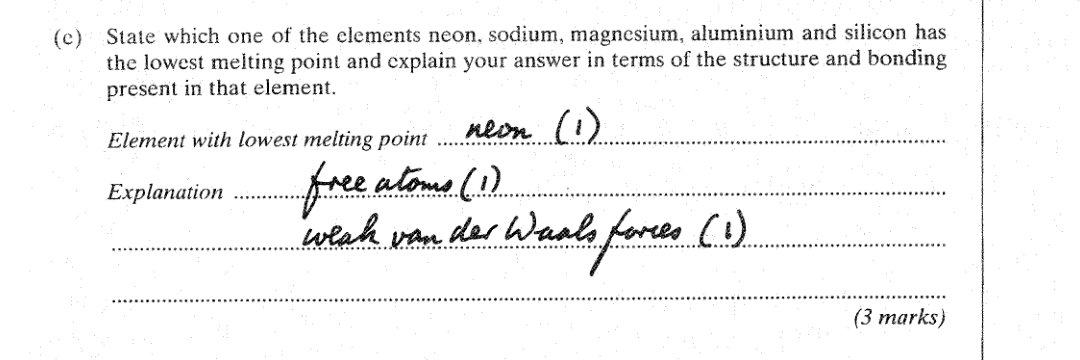 (c) State which one of the elements neon, sodium, magnesium, aluminium and silicon has
the lowest melting point and explain your answer in terms of the structure and bonding
present in that element.
Element with lowest melting point ..... neon (1) .....
Explanation ..... free atoms (1) .....
..... weak van der Waals forces (1) .....
(3 marks)